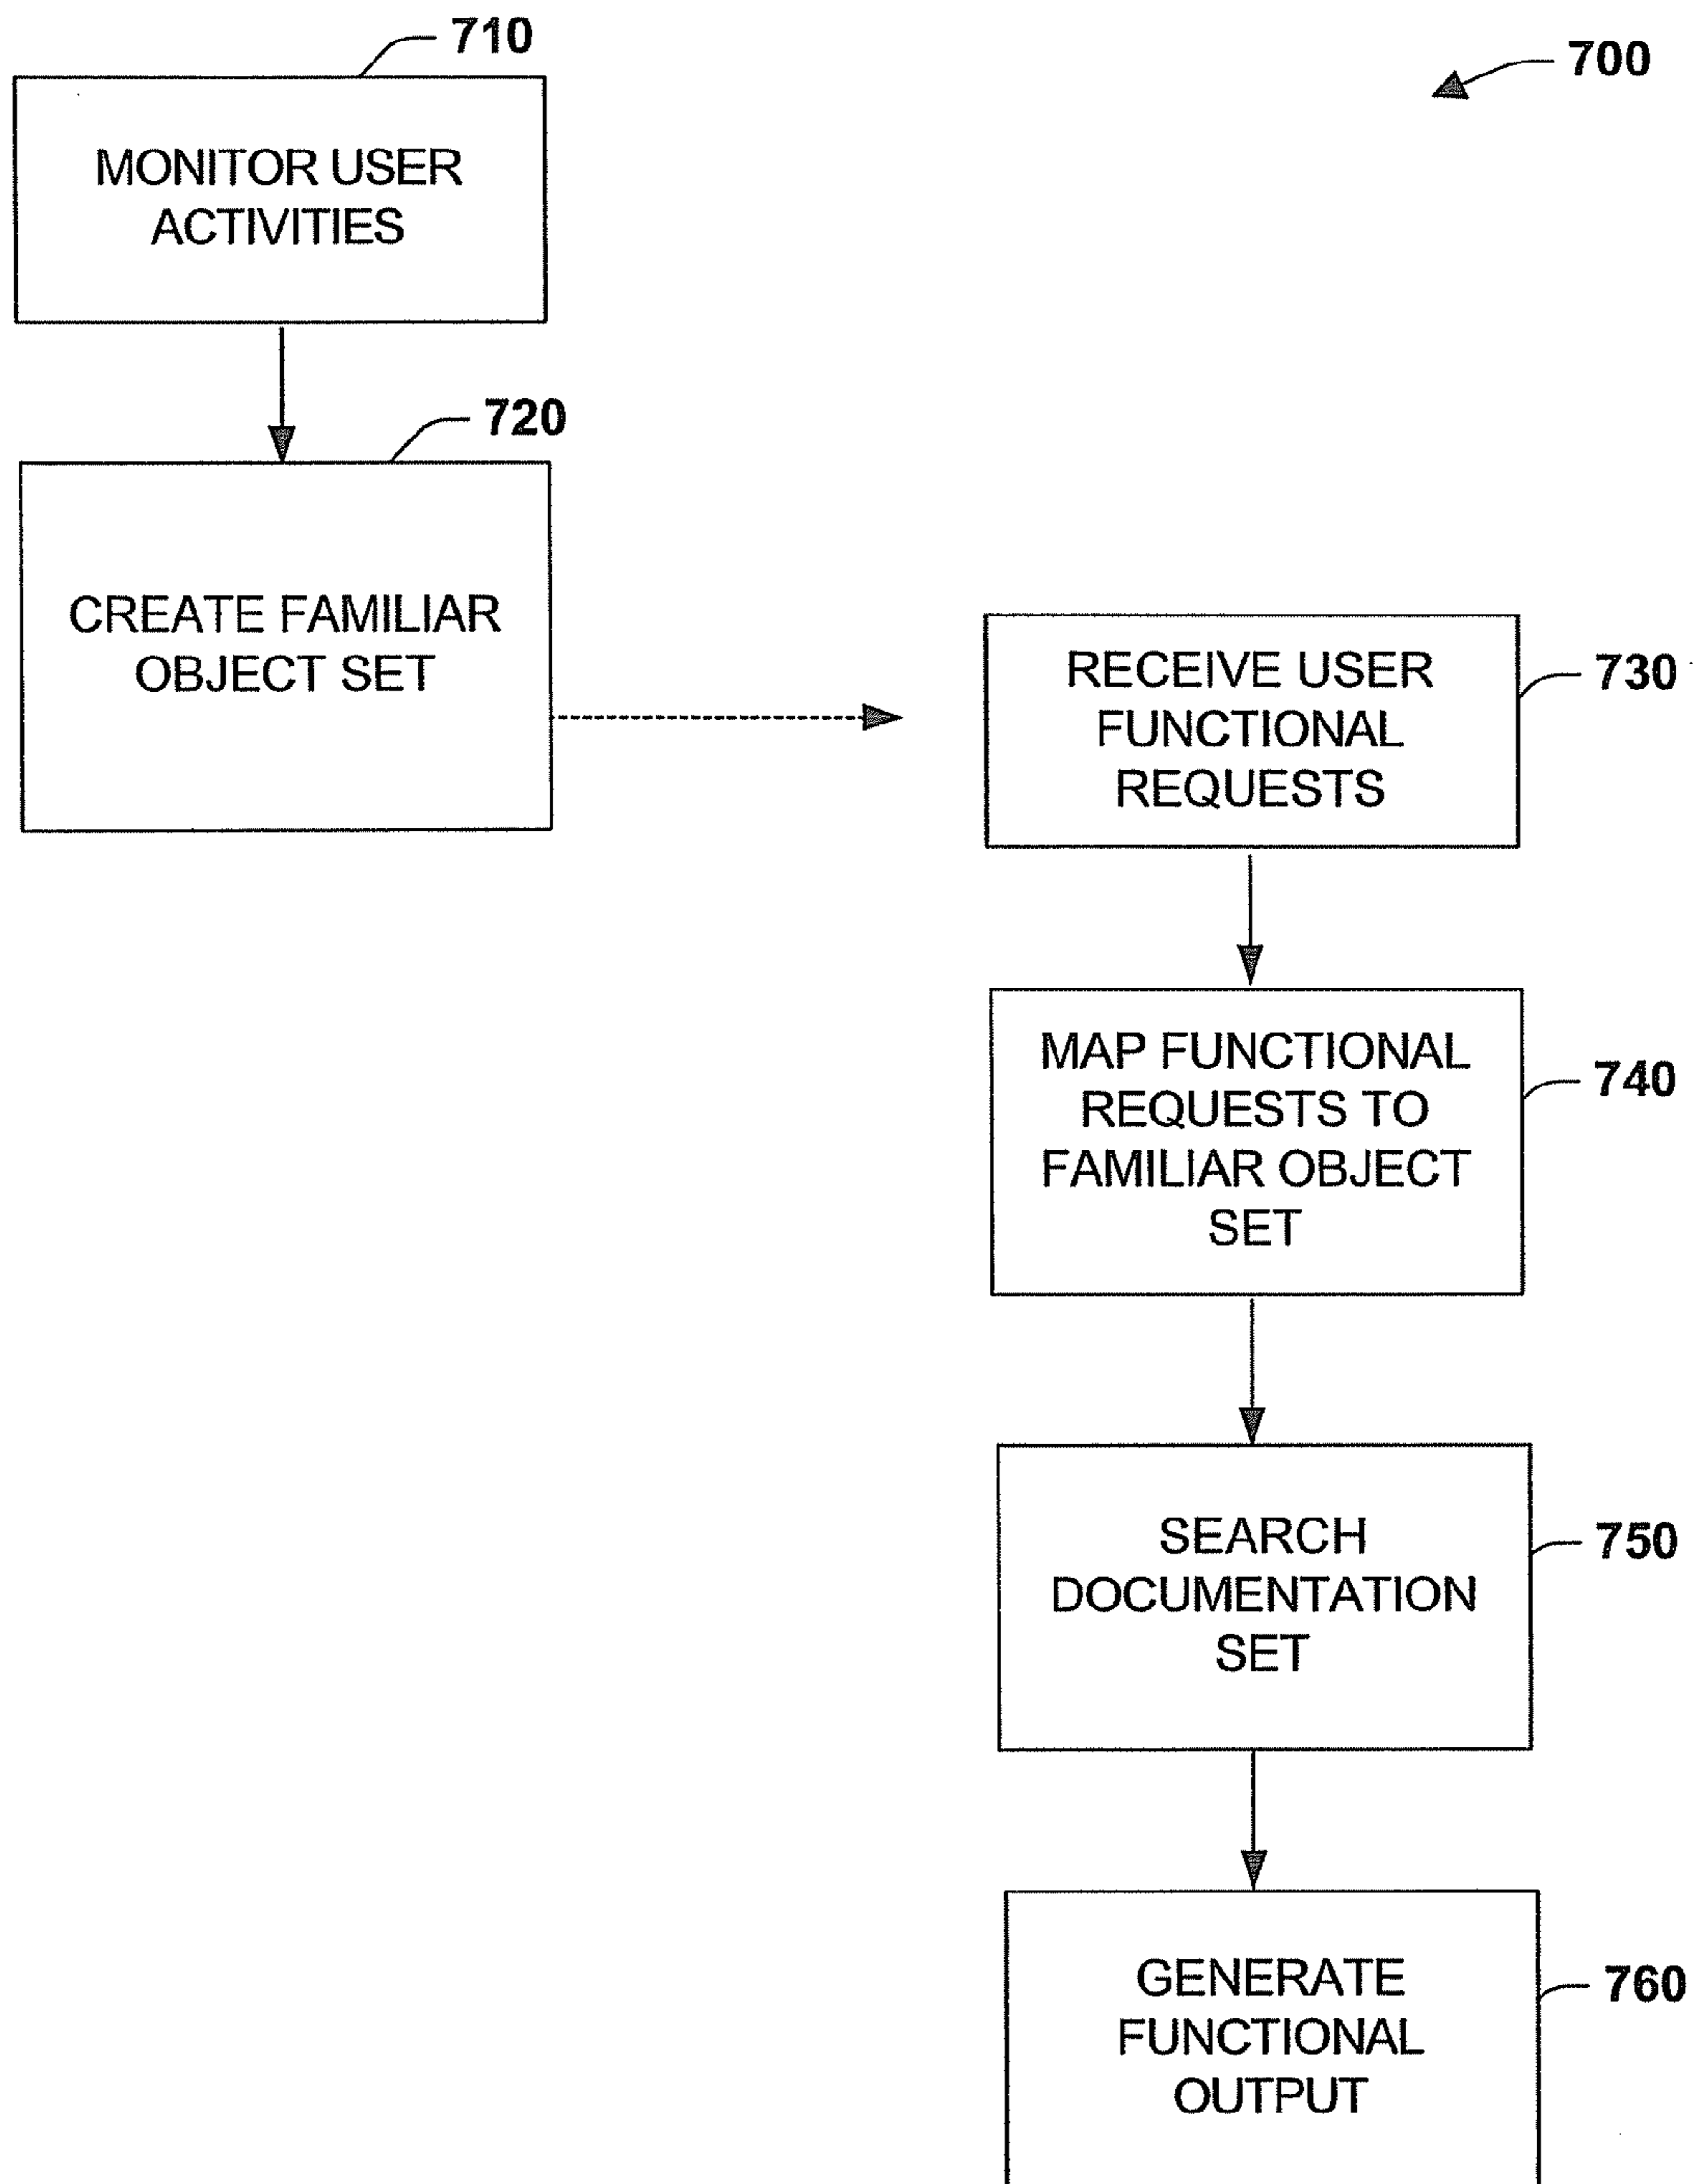 710
700
MONITOR USER
ACTIVITIES
720
CREATE FAMILIAR
OBJECT SET
RECEIVE USER
FUNCTIONAL
REQUESTS
730
MAP FUNCTIONAL
REQUESTS TO
FAMILIAR OBJECT
SET
740
SEARCH
DOCUMENTATION
SET
750
GENERATE
FUNCTIONAL
OUTPUT
760